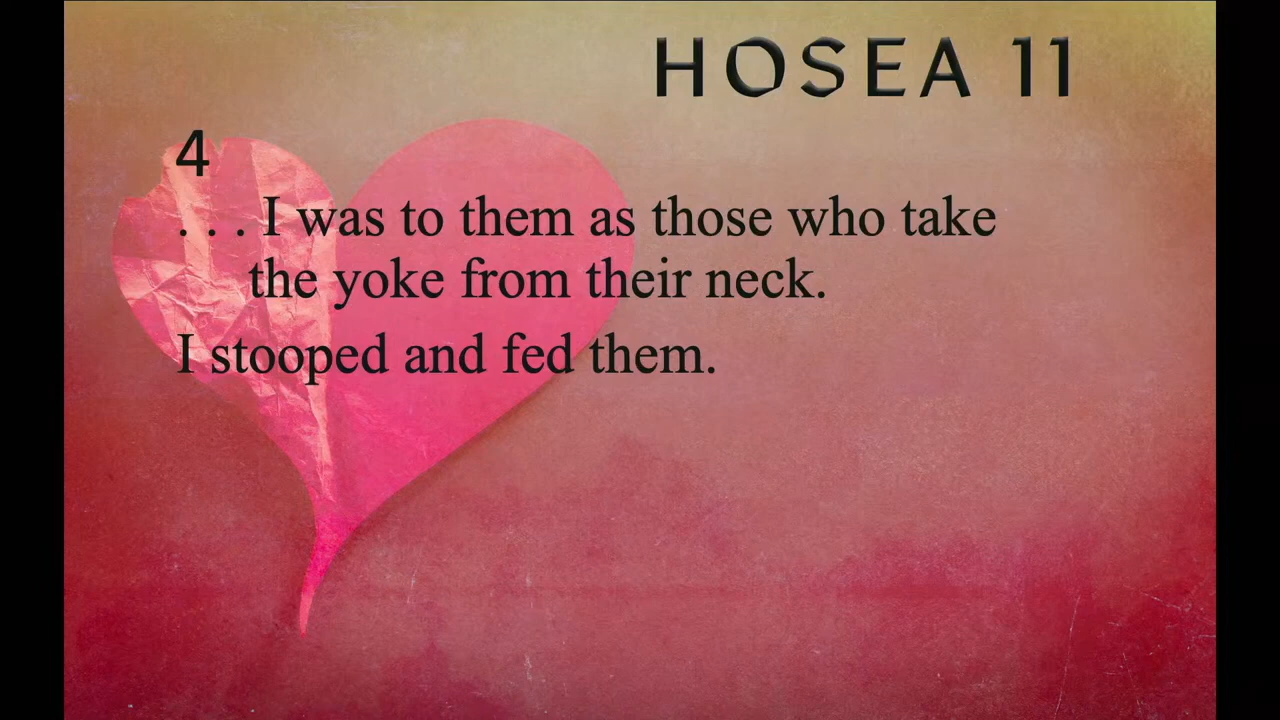 HOSEA 11
4
. . . I was to them as those who take
the yoke from their neck.
I stooped and fed them.